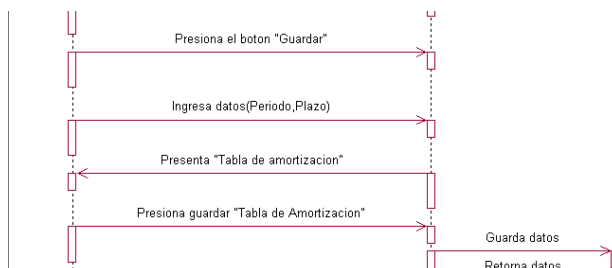 Presiona el boton "Guardar"
Ingresa datos(Periodo,Plazo)
Presenta "Tabla de amortizacion"
Presiona guardar "Tabla de Amortizacion"
Guarda datos
Retorna datos